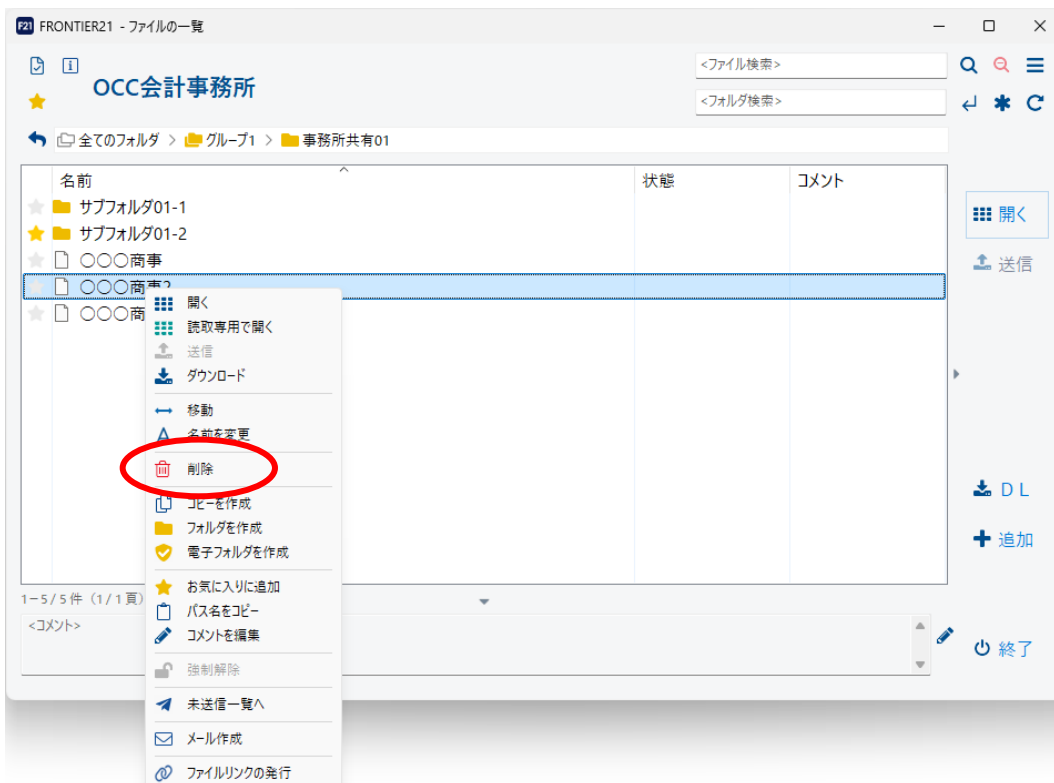 F21 FRONTIER21 - ファイルの一覧
OCC会計事務所
<ファイル検索>
<フォルダ検索>
全てのフォルダ > グループ1 > 事務所共有01
名前 状態 コメント
サブフォルダ01-1
サブフォルダ01-2
〇〇〇商事
〇〇〇商事2
〇〇〇商
開く
送信
DL
追加
終了
開く
読取専用で開く
送信
ダウンロード
移動
名前を変更
削除
コピーを作成
フォルダを作成
電子フォルダを作成
お気に入りに追加
パス名をコピー
コメントを編集
強制解除
未送信一覧へ
メール作成
ファイルリンクの発行
1-5/5件 (1/1頁)
<コメント>